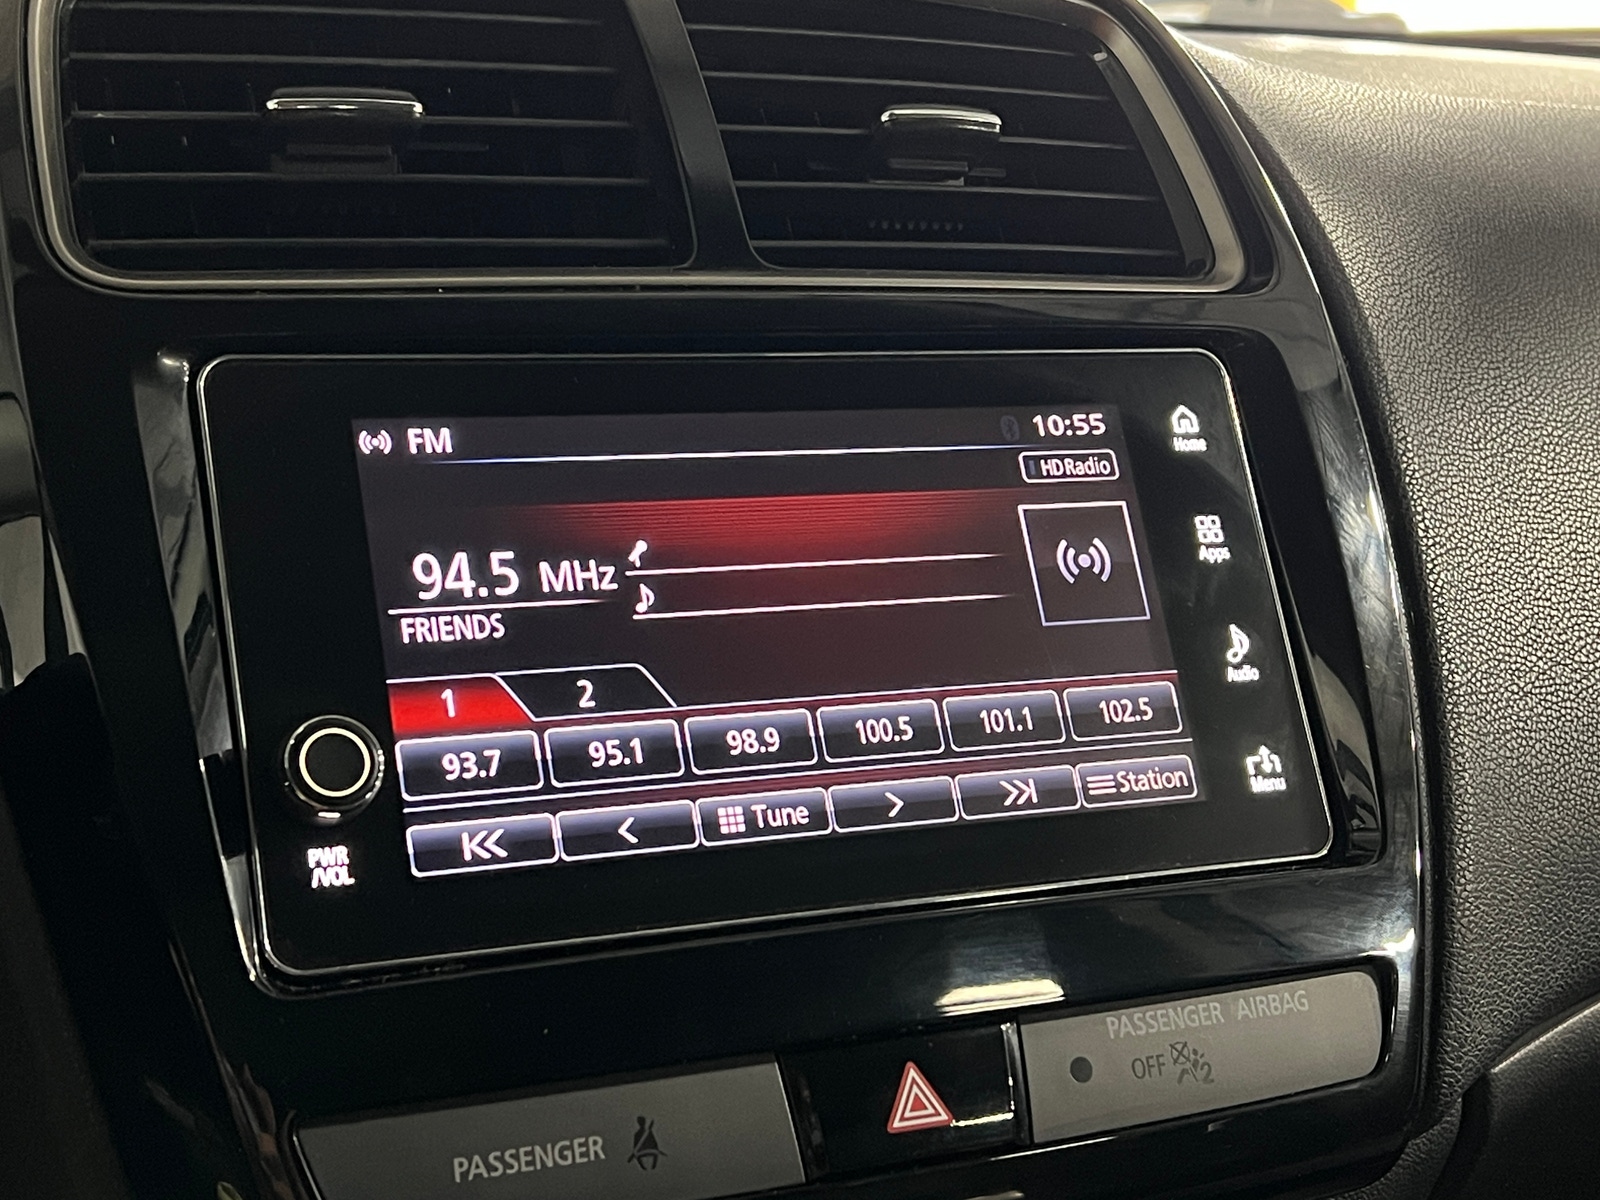 FM
10:55
HD Radio
94.5 MHz
FRIENDS
1 2
93.7 95.1 98.9 100.5 101.1 102.5
Tune Station
Home
Apps
Audio
Menu
PWR
/VOL
PASSENGER AIRBAG
OFF 2
PASSENGER